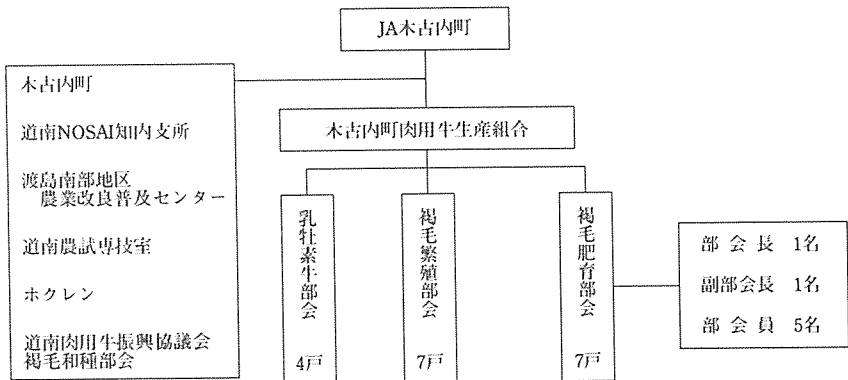 JA木古内町
木古内町
道南NOSAI知内支所
渡島南部地区
農業改良普及センター
道南農試専技室
ホクレン
道南肉用牛振興協議会
褐毛和種部会
木古内町肉用牛生産組合
乳牡素牛部会
4戸
褐毛繁殖部会
7戸
褐毛肥育部会
7戸
部会長 1名
副部会長 1名
部会員 5名